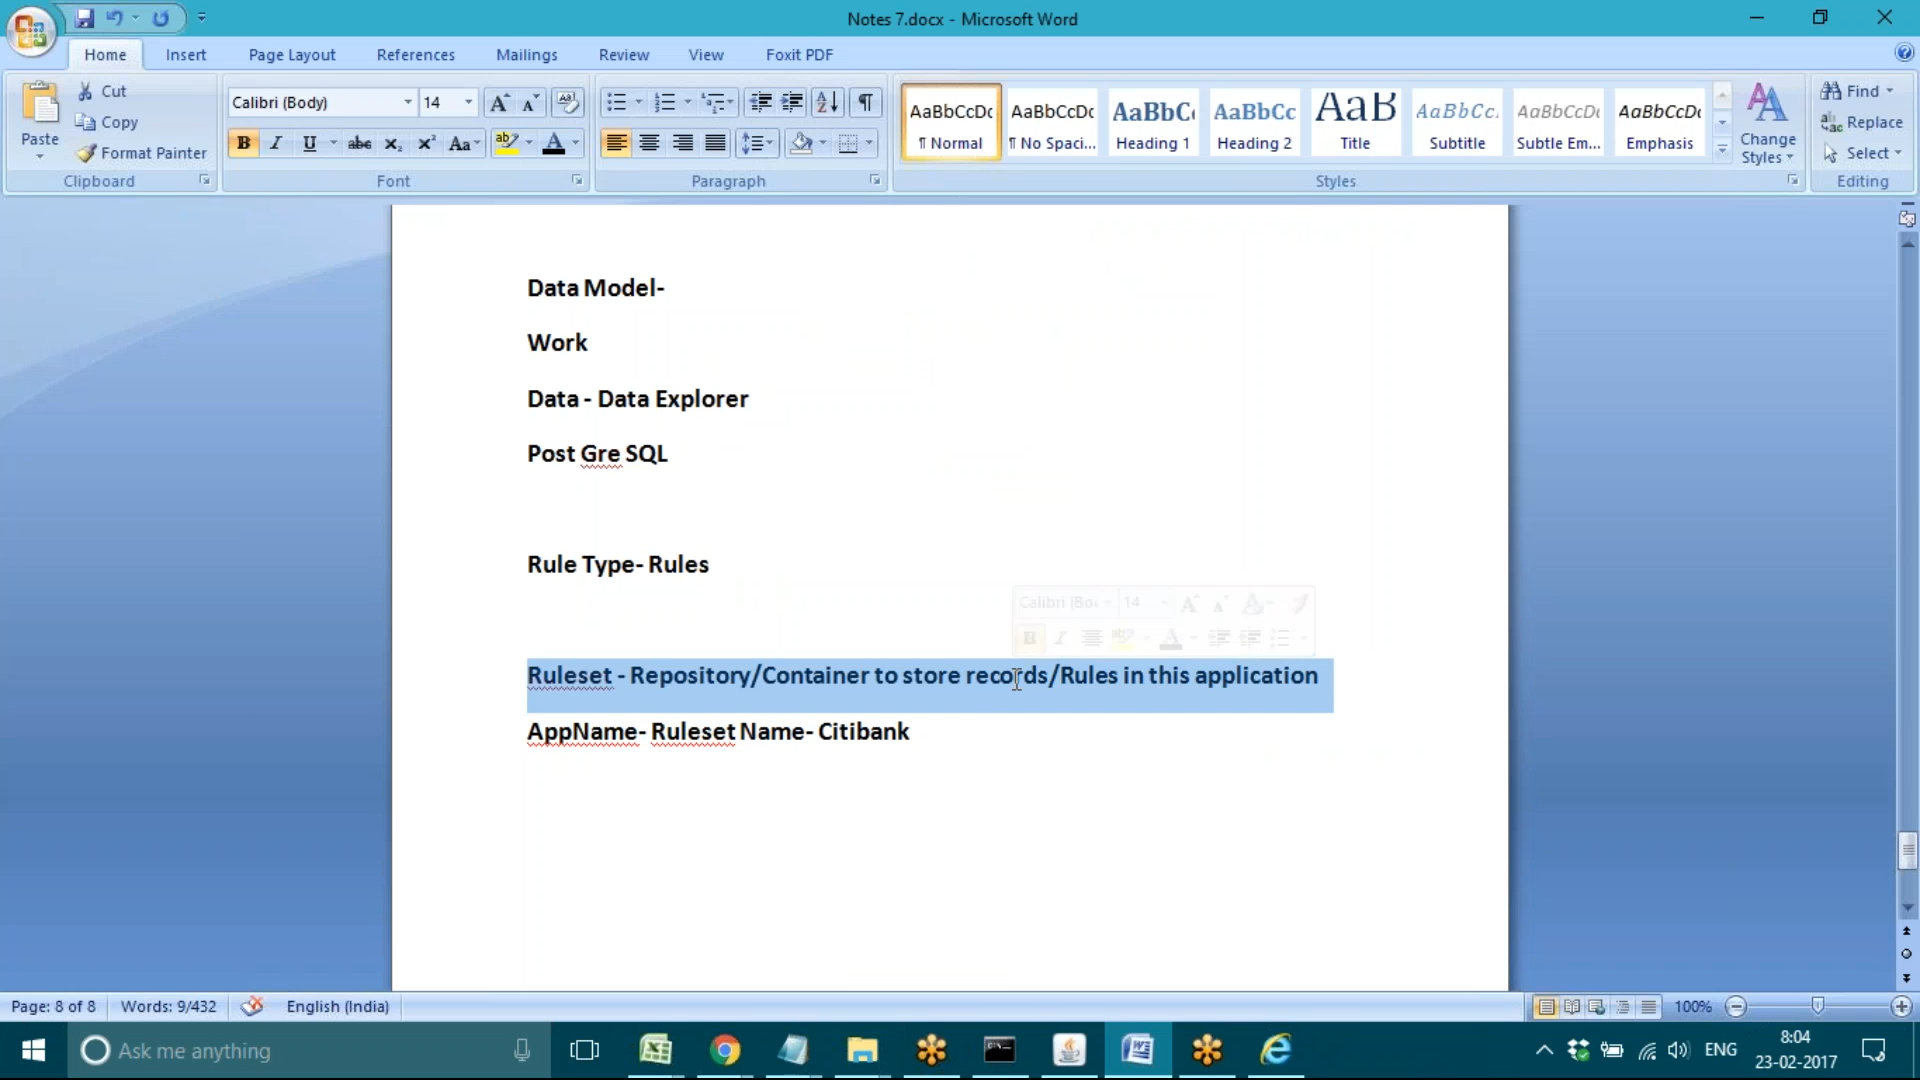 Notes 7.docx - Microsoft Word
Home Insert Page Layout References Mailings Review View Foxit PDF
Paste
Cut
Copy
Format Painter
Clipboard
Calibri (Body) 14
Font
Paragraph
AaBbCcDc AaBbCcDc AaBbC AaBbCc AaB AaBbCc. AaBbCcDc AaBbCcDc
¶ Normal ¶ No Spaci... Heading 1 Heading 2 Title Subtitle Subtle Em... Emphasis
Change Styles
Styles
Find
Replace
Select
Editing
Data Model-
Work
Data - Data Explorer
Post Gre SQL
Rule Type- Rules
Calibri (Bo 14
Ruleset - Repository/Container to store records/Rules in this application
AppName- Ruleset Name- Citibank
Page: 8 of 8 Words: 9/432 English (India) 100%
Ask me anything
ENG
8:04
23-02-2017